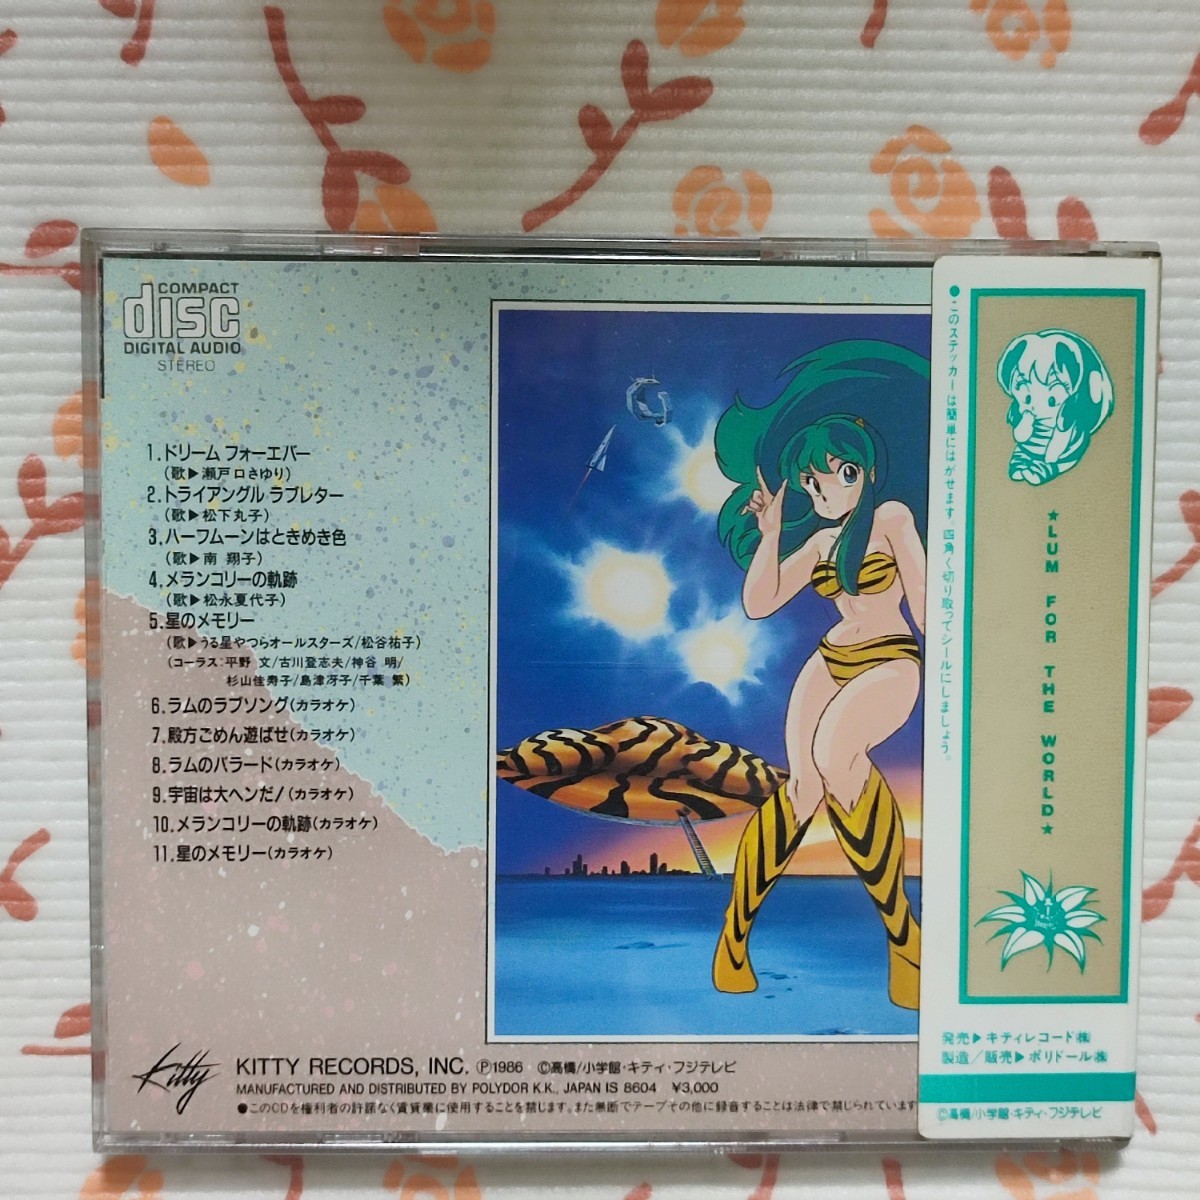 COMPACT
disc
DIGITAL AUDIO
STEREO
1.ドリーム フォーエバー
(歌▶瀬戸口さゆり)
2.トライアングル ラブレター
(歌▶松下丸子)
3.ハーフムーンはときめき色
(歌▶南 翔子)
4.メランコリーの軌跡
(歌▶松永夏代子)
5.星のメモリー
(歌▶うる星やつらオールスターズ/松谷祐子)
(コーラス:平野 文/古川登志夫/神谷 明/
杉山佳寿子/島津冴子/千葉 繁)
6.ラムのラブソング(カラオケ)
7.殿方ごめん遊ばせ(カラオケ)
8.ラムのバラード(カラオケ)
9.宇宙は大ヘンだ!(カラオケ)
10.メランコリーの軌跡(カラオケ)
11.星のメモリー(カラオケ)
Kitty
KITTY RECORDS, INC. Ⓟ1986 ©高橋/小学館・キティ・フジテレビ
MANUFACTURED AND DISTRIBUTED BY POLYDOR K.K., JAPAN IS 8604 ¥3,000
●このCDを権利者の許諾なく賃貸業に使用することを禁じます。また無断でテープその他に録音することは法律で禁じられています
●このステッカーは簡単にはがせます。四角く切り取ってシールにしましょう。
★LUM FOR THE WORLD★
発売▶キティレコード㈱
製造/販売▶ポリドール㈱
©高橋/小学館・キティ・フジテレビ